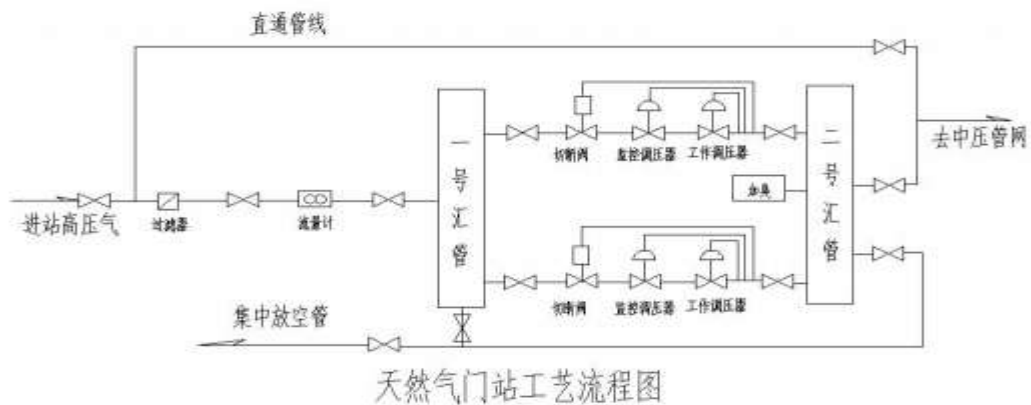 直通管线
一号汇管
二号汇管
切断阀
监控调压器
工作调压器
去中压管网
加臭
进站高压气
过滤器
流量计
切断阀
监控调压器
工作调压器
集中放空管
天然气门站工艺流程图